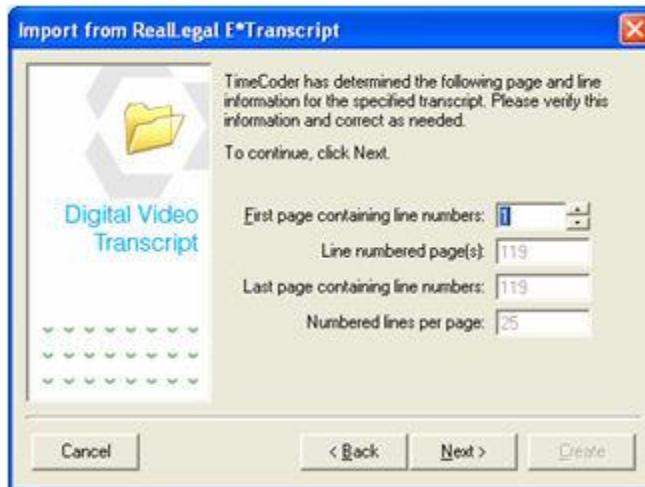 Import from RealLegal E*Transcript
TimeCoder has determined the following page and line
information for the specified transcript. Please verify this
information and correct as needed.
To continue, click Next.
Digital Video
Transcript
First page containing line numbers: 1
Line numbered page(s): 119
Last page containing line numbers: 119
Numbered lines per page: 25
Cancel
< Back
Next >
Create